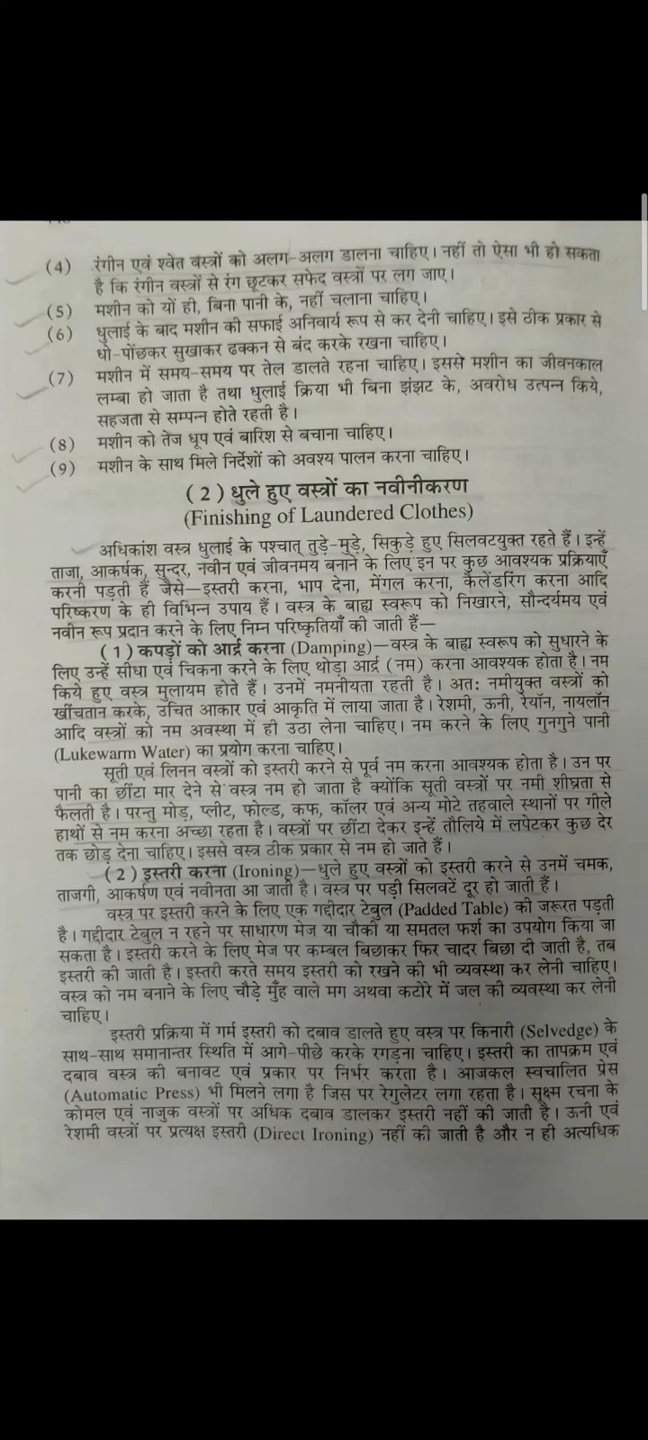 (4) रंगीन एवं श्वेत वस्त्रों को अलग-अलग डालना चाहिए। नहीं तो ऐसा भी हो सकता
है कि रंगीन वस्त्रों से रंग छूटकर सफेद वस्त्रों पर लग जाए।
(5) मशीन को यों ही, बिना पानी के, नहीं चलाना चाहिए।
(6) धुलाई के बाद मशीन की सफाई अनिवार्य रूप से कर देनी चाहिए। इसे ठीक प्रकार से
धो-पोंछकर सुखाकर ढक्कन से बंद करके रखना चाहिए।
(7) मशीन में समय-समय पर तेल डालते रहना चाहिए। इससे मशीन का जीवनकाल
लम्बा हो जाता है तथा धुलाई क्रिया भी बिना झंझट के, अवरोध उत्पन्न किये,
सहजता से सम्पन्न होते रहती है।
(8) मशीन को तेज धूप एवं बारिश से बचाना चाहिए।
(9) मशीन के साथ मिले निर्देशों को अवश्य पालन करना चाहिए।
(2) धुले हुए वस्त्रों का नवीनीकरण
(Finishing of Laundered Clothes)
अधिकांश वस्त्र धुलाई के पश्चात् तुड़े-मुड़े, सिकुड़े हुए सिलवटयुक्त रहते हैं। इन्हें
ताजा, आकर्षक, सुन्दर, नवीन एवं जीवनमय बनाने के लिए इन पर कुछ आवश्यक प्रक्रियाएँ
करनी पड़ती हैं जैसे—इस्तरी करना, भाप देना, मेंगल करना, कैलेंडरिंग करना आदि
परिष्करण के ही विभिन्न उपाय हैं। वस्त्र के बाह्य स्वरूप को निखारने, सौन्दर्यमय एवं
नवीन रूप प्रदान करने के लिए निम्न परिष्कृतियाँ की जाती हैं—
(1) कपड़ों को आर्द्र करना (Damping)—वस्त्र के बाह्य स्वरूप को सुधारने के
लिए उन्हें सीधा एवं चिकना करने के लिए थोड़ा आर्द्र (नम) करना आवश्यक होता है। नम
किये हुए वस्त्र मुलायम होते हैं। उनमें नमनीयता रहती है। अतः नमीयुक्त वस्त्रों को
खींचतान करके, उचित आकार एवं आकृति में लाया जाता है। रेशमी, ऊनी, रेयॉन, नायलॉन
आदि वस्त्रों को नम अवस्था में ही उठा लेना चाहिए। नम करने के लिए गुनगुने पानी
(Lukewarm Water) का प्रयोग करना चाहिए।
सूती एवं लिनन वस्त्रों को इस्तरी करने से पूर्व नम करना आवश्यक होता है। उन पर
पानी का छींटा मार देने से वस्त्र नम हो जाता है क्योंकि सूती वस्त्रों पर नमी शीघ्रता से
फैलती है। परन्तु मोड़, प्लीट, फोल्ड, कफ, कॉलर एवं अन्य मोटे तहवाले स्थानों पर गीले
हाथों से नम करना अच्छा रहता है। वस्त्रों पर छींटा देकर इन्हें तौलिये में लपेटकर कुछ देर
तक छोड़ देना चाहिए। इससे वस्त्र ठीक प्रकार से नम हो जाते हैं।
(2) इस्तरी करना (Ironing)—धुले हुए वस्त्रों को इस्तरी करने से उनमें चमक,
ताजगी, आकर्षण एवं नवीनता आ जाती है। वस्त्र पर पड़ी सिलवटें दूर हो जाती हैं।
वस्त्र पर इस्तरी करने के लिए एक गद्दीदार टेबुल (Padded Table) की जरूरत पड़ती
है। गद्दीदार टेबुल न रहने पर साधारण मेज या चौकी या समतल फर्श का उपयोग किया जा
सकता है। इस्तरी करने के लिए मेज पर कम्बल बिछाकर फिर चादर बिछा दी जाती है, तब
इस्तरी की जाती है। इस्तरी करते समय इस्तरी को रखने की भी व्यवस्था कर लेनी चाहिए।
वस्त्र को नम बनाने के लिए चौड़े मुँह वाले मग अथवा कटोरे में जल की व्यवस्था कर लेनी
चाहिए।
इस्तरी प्रक्रिया में गर्म इस्तरी को दबाव डालते हुए वस्त्र पर किनारी (Selvedge) के
साथ-साथ समानान्तर स्थिति में आगे-पीछे करके रगड़ना चाहिए। इस्तरी का तापक्रम एवं
दबाव वस्त्र की बनावट एवं प्रकार पर निर्भर करता है। आजकल स्वचालित प्रेस
(Automatic Press) भी मिलने लगा है जिस पर रेगुलेटर लगा रहता है। सूक्ष्म रचना के
कोमल एवं नाजुक वस्त्रों पर अधिक दबाव डालकर इस्तरी नहीं की जाती है। ऊनी एवं
रेशमी वस्त्रों पर प्रत्यक्ष इस्तरी (Direct Ironing) नहीं की जाती है और न ही अत्यधिक